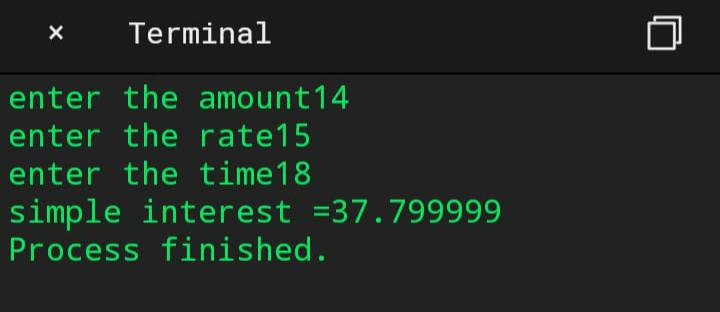 × Terminal
enter the amount14
enter the rate15
enter the time18
simple interest =37.799999
Process finished.